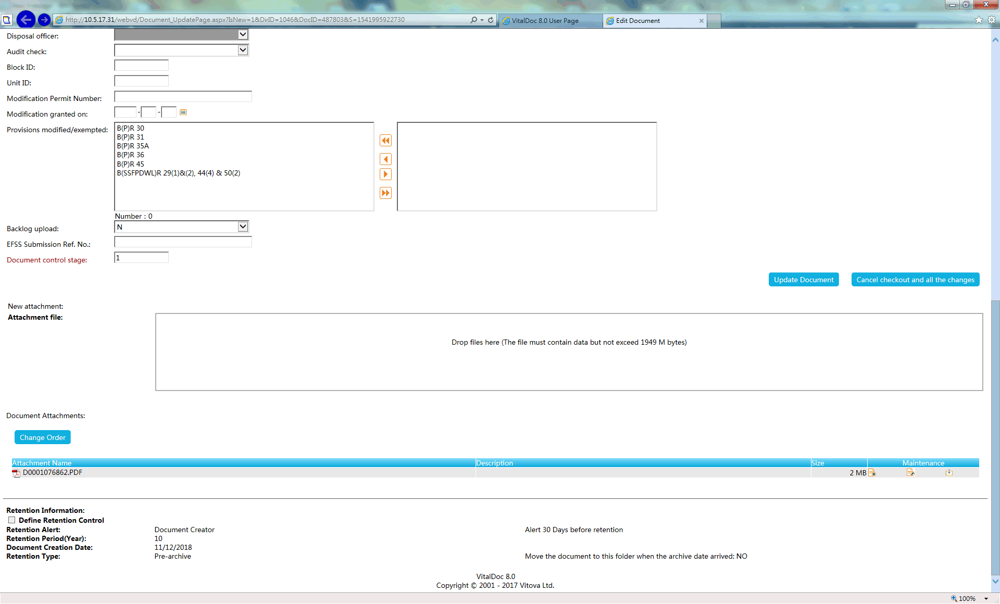 http://10.5.17.31/webvd/Document_UpdatePage.aspx?IsNew=1&DirID=1046&DocID=487803&S=1541995922730
VitalDoc 8.0 User Page
Edit Document
Disposal officer:
Audit check:
Block ID:
Unit ID:
Modification Permit Number:
Modification granted on:
- -
Provisions modified/exempted:
B(P)R 30
B(P)R 31
B(P)R 35A
B(P)R 36
B(P)R 45
B(SSFPDWL)R 29(1)&(2), 44(4) & 50(2)
Number : 0
Backlog upload: N
EFSS Submission Ref. No.:
Document control stage: 1
Update Document Cancel checkout and all the changes
New attachment:
Attachment file:
Drop files here (The file must contain data but not exceed 1949 M bytes)
Document Attachments:
Change Order
Attachment Name Description Size Maintenance
D0001076862.PDF 2 MB
Retention Information:
Define Retention Control
Retention Alert: Document Creator Alert 30 Days before retention
Retention Period(Year): 10
Document Creation Date: 11/12/2018
Retention Type: Pre-archive Move the document to this folder when the archive date arrived: NO
VitalDoc 8.0
Copyright © 2001 - 2017 Vitova Ltd.
100%